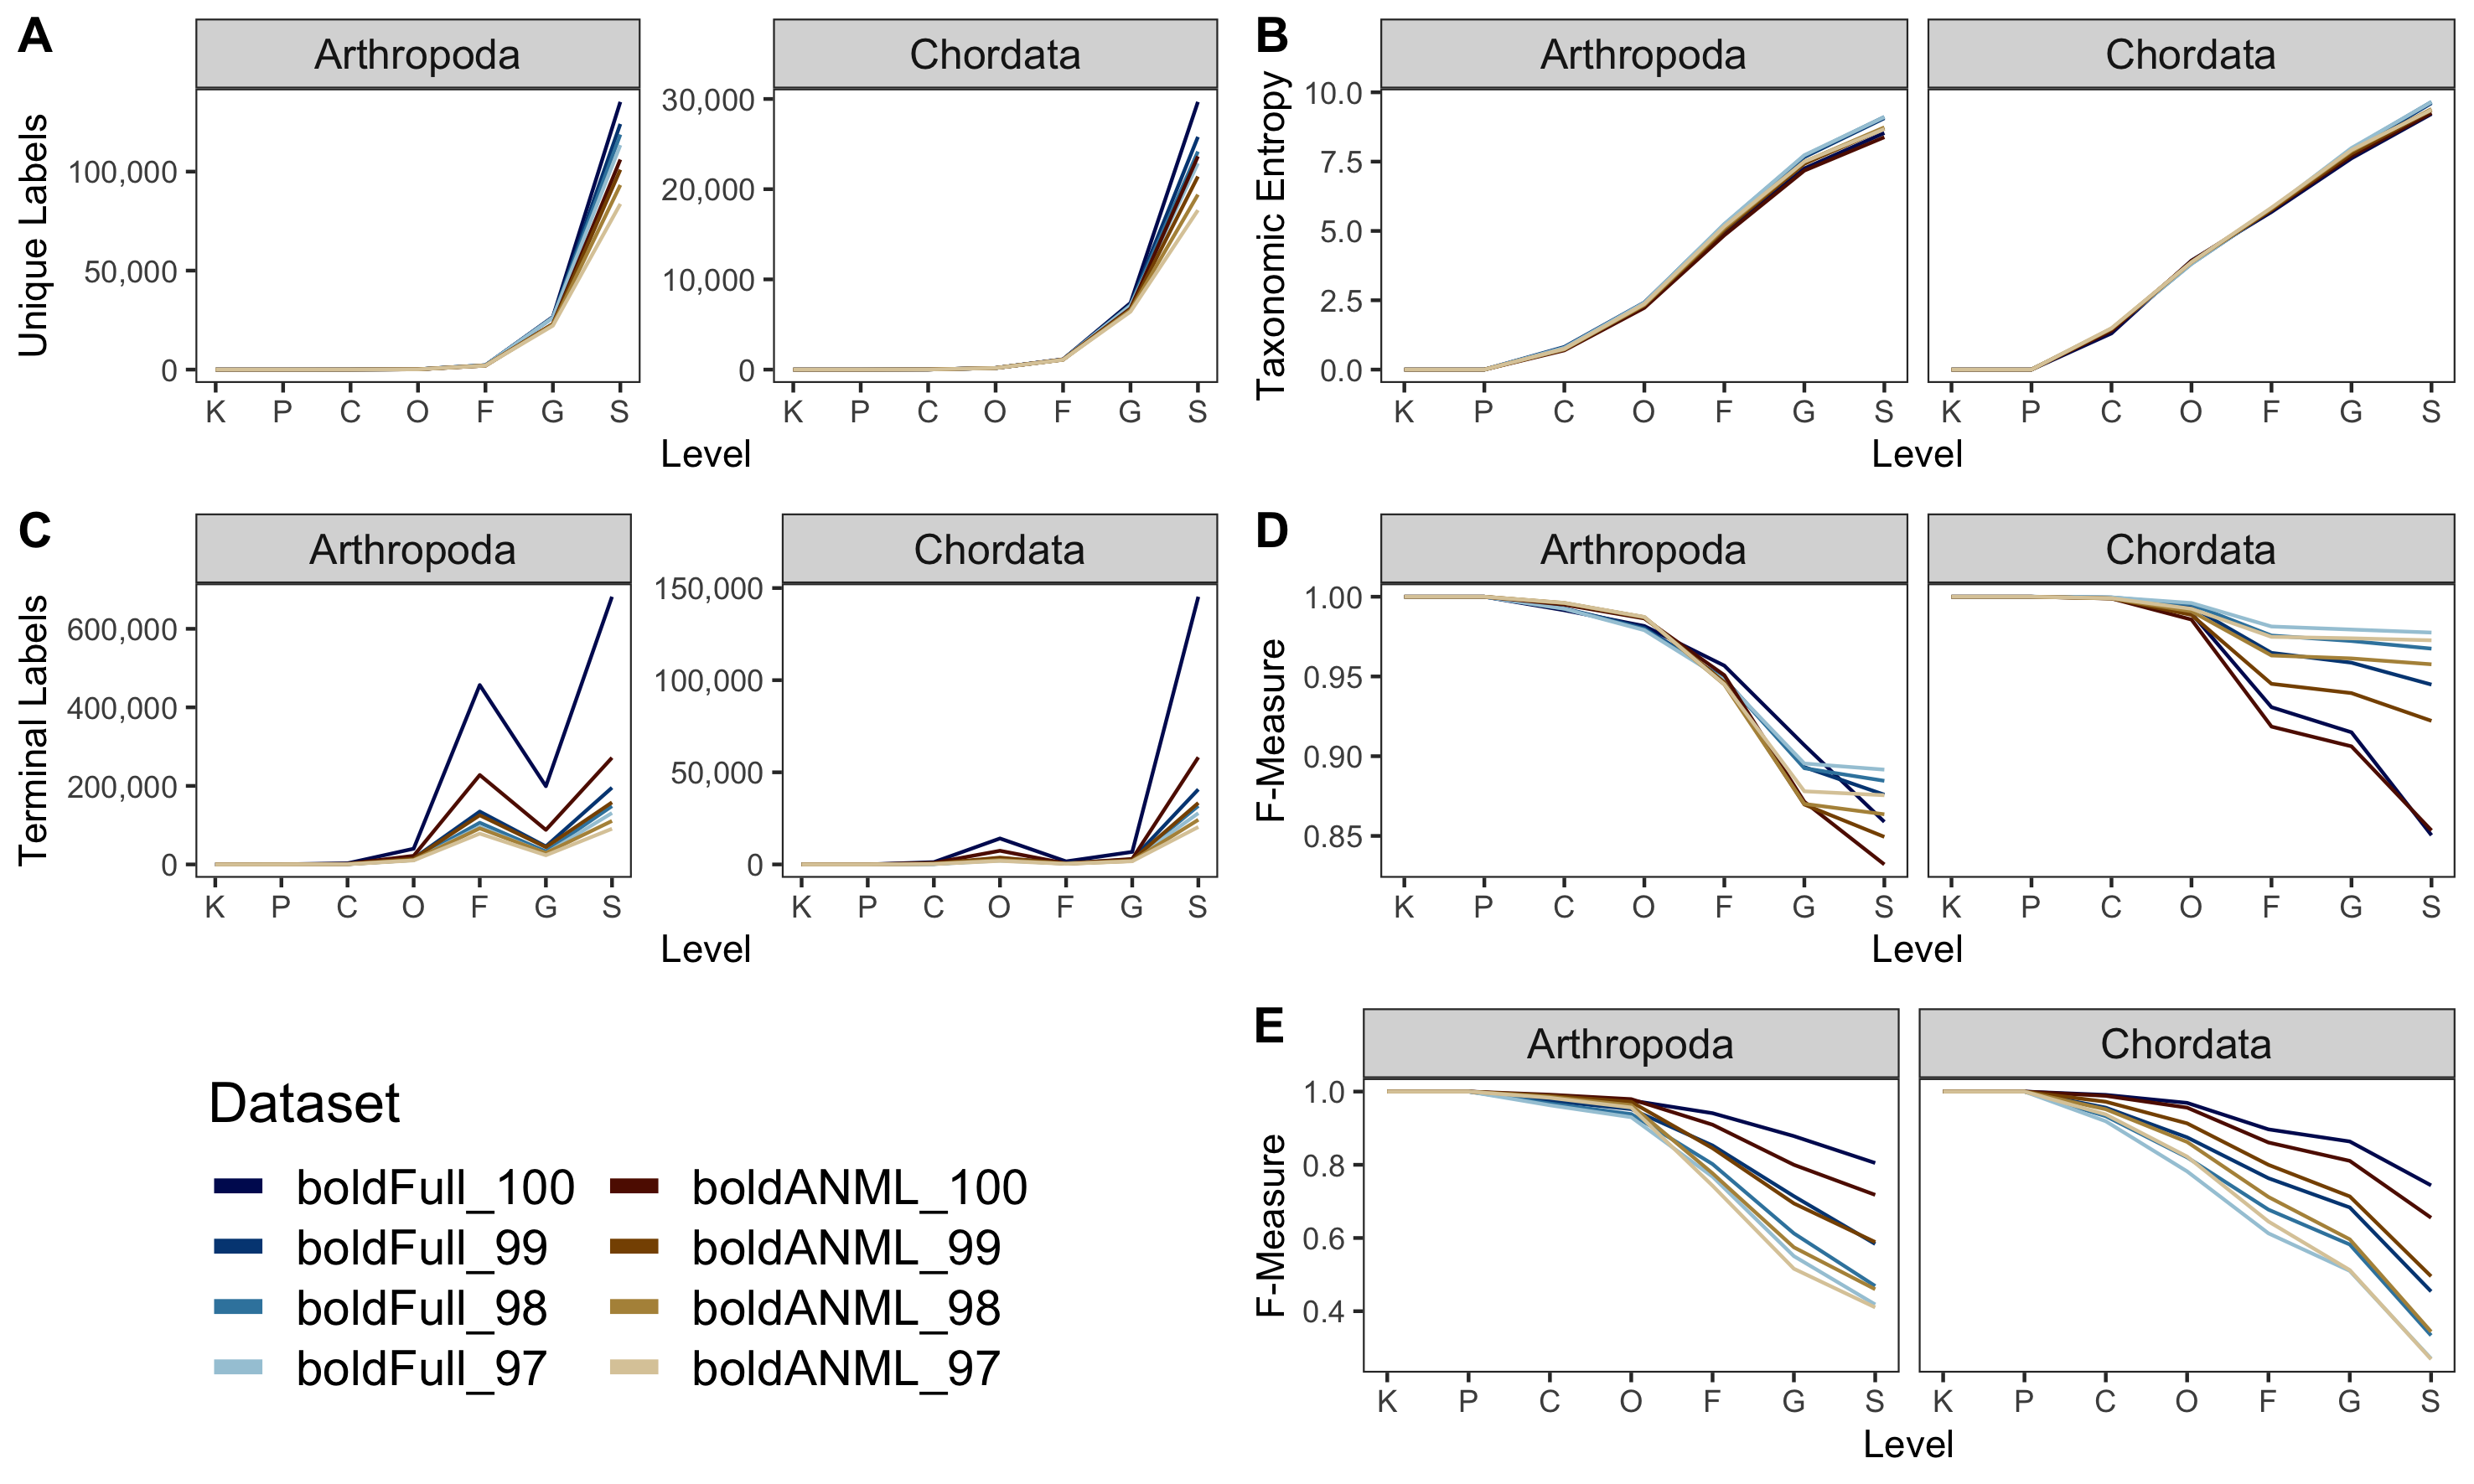 A
Arthropoda
Chordata
Unique Labels
100,000
50,000
0
30,000
20,000
10,000
0
K P C O F G S
K P C O F G S
Level
B
Arthropoda
Chordata
Taxonomic Entropy
10.0
7.5
5.0
2.5
0.0
K P C O F G S
K P C O F G S
Level
C
Arthropoda
Chordata
Terminal Labels
600,000
400,000
200,000
0
150,000
100,000
50,000
0
K P C O F G S
K P C O F G S
Level
D
Arthropoda
Chordata
F-Measure
1.00
0.95
0.90
0.85
K P C O F G S
K P C O F G S
Level
E
Arthropoda
Chordata
F-Measure
1.0
0.8
0.6
0.4
K P C O F G S
K P C O F G S
Level
Dataset
boldFull_100
boldFull_99
boldFull_98
boldFull_97
boldANML_100
boldANML_99
boldANML_98
boldANML_97